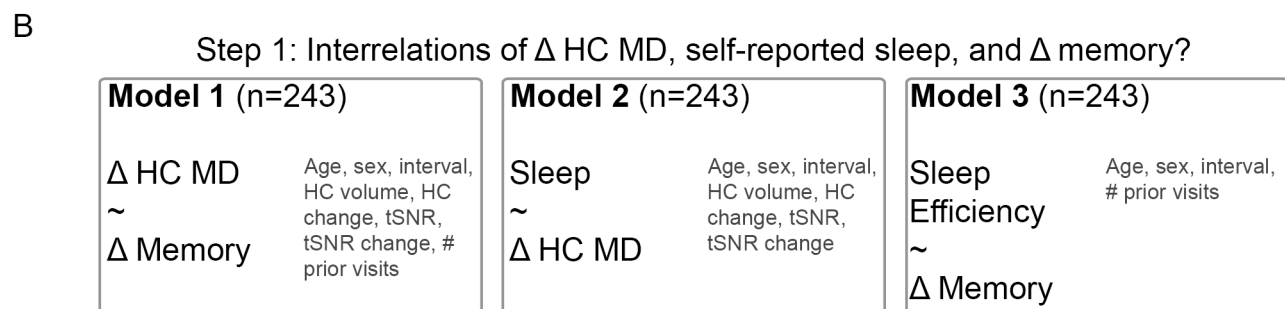 B
Step 1: Interrelations of Δ HC MD, self-reported sleep, and Δ memory?
Model 1 (n=243)
Δ HC MD
~
Δ Memory
Age, sex, interval,
HC volume, HC
change, tSNR,
tSNR change, #
prior visits
Model 2 (n=243)
Sleep
~
Δ HC MD
Age, sex, interval,
HC volume, HC
change, tSNR,
tSNR change
Model 3 (n=243)
Sleep
Efficiency
~
Δ Memory
Age, sex, interval,
# prior visits